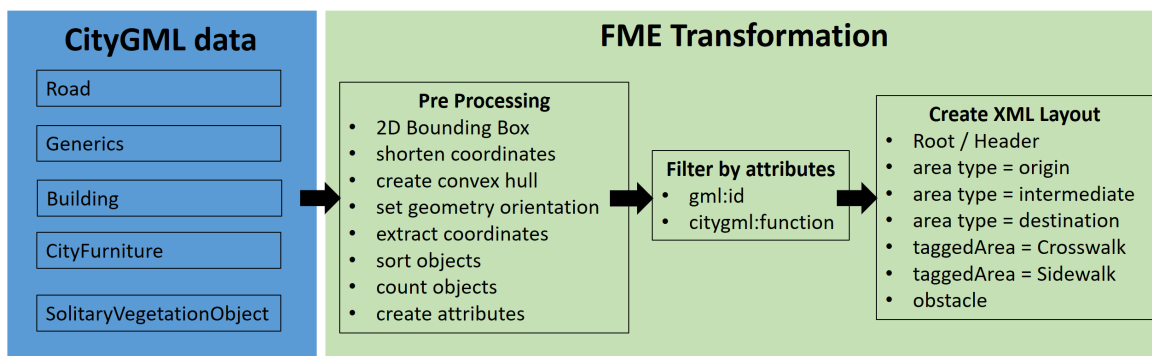 CityGML data
Road
Generics
Building
CityFurniture
SolitaryVegetationObject
FME Transformation
Pre Processing
• 2D Bounding Box
• shorten coordinates
• create convex hull
• set geometry orientation
• extract coordinates
• sort objects
• count objects
• create attributes
Filter by attributes
• gml:id
• citygml:function
Create XML Layout
• Root / Header
• area type = origin
• area type = intermediate
• area type = destination
• taggedArea = Crosswalk
• taggedArea = Sidewalk
• obstacle